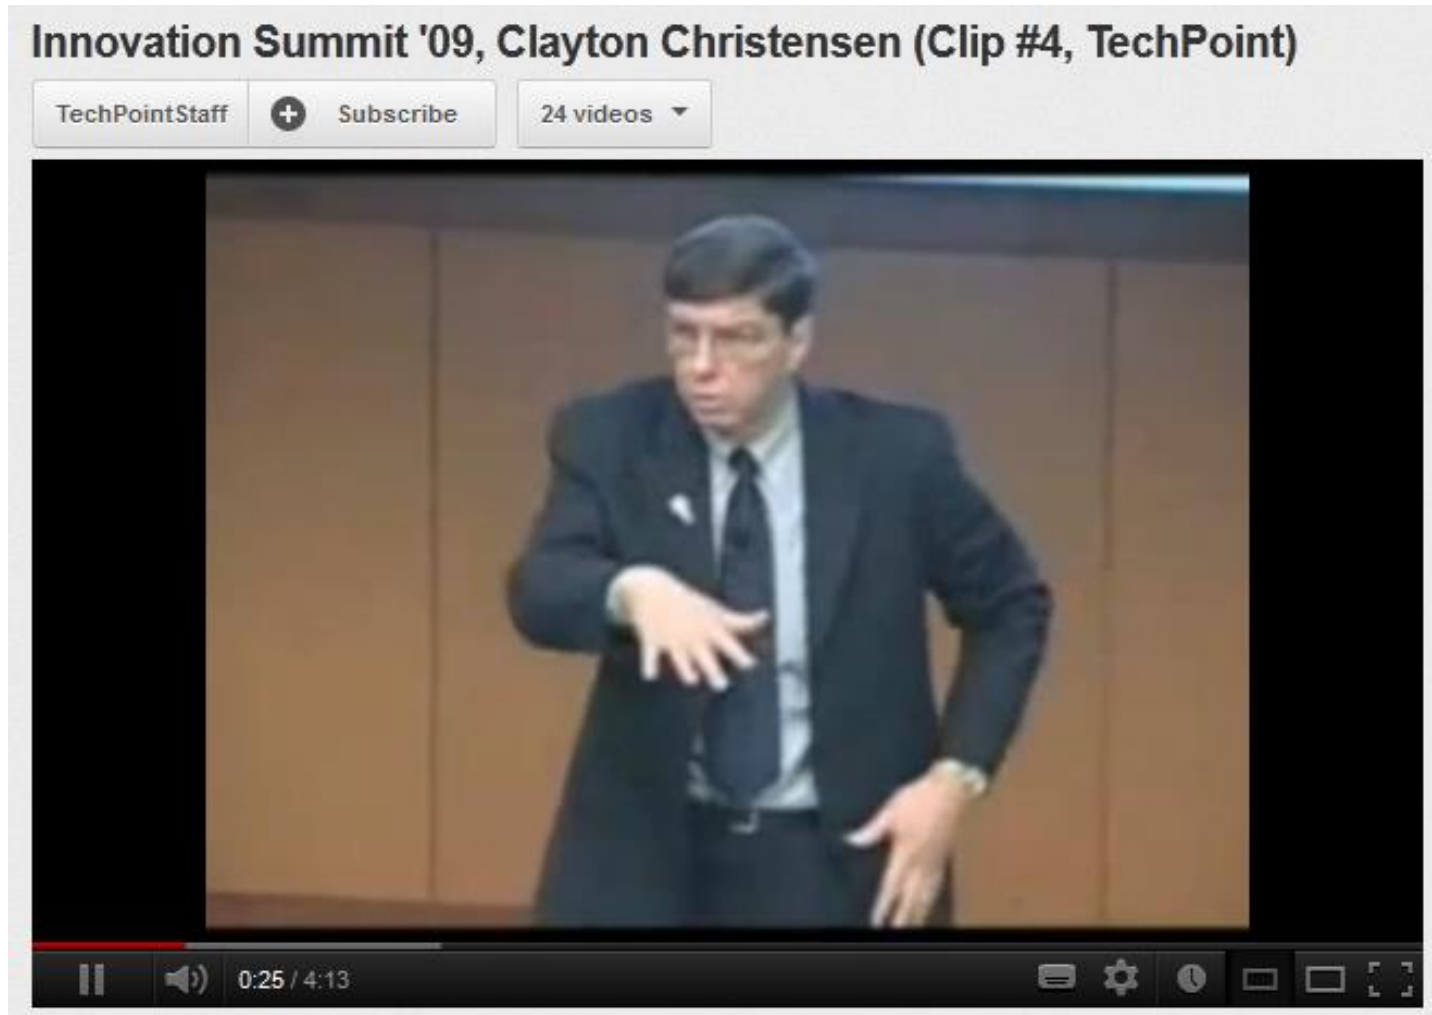 Innovation Summit '09, Clayton Christensen (Clip #4, TechPoint)
TechPointStaff Subscribe 24 videos
0:25 / 4:13